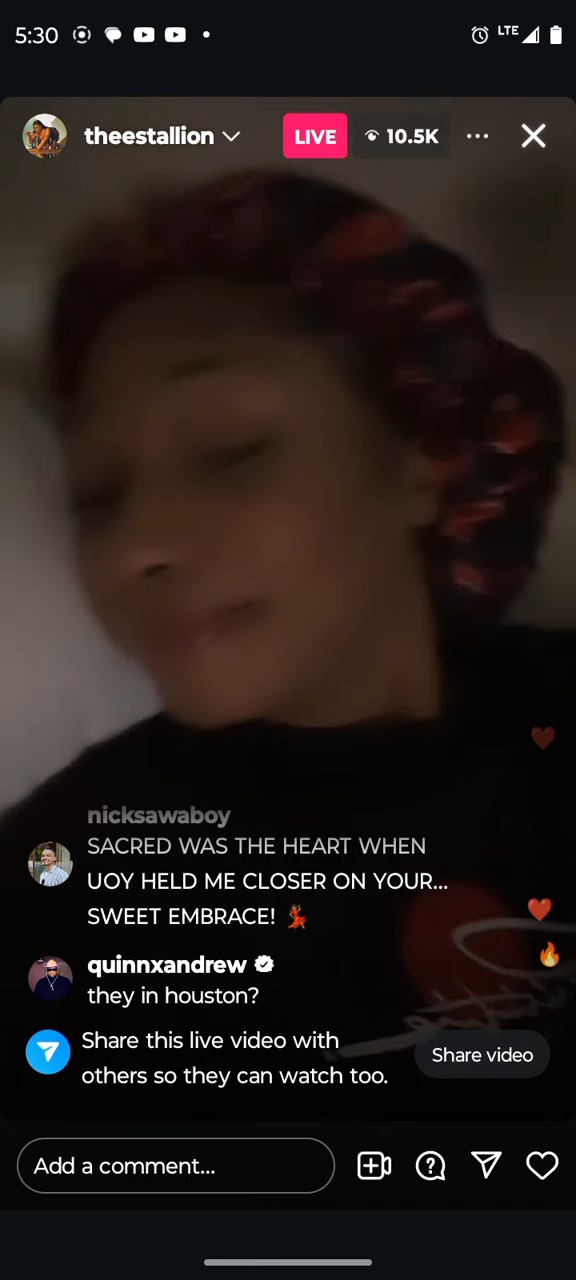 5:30
LTE
theestallion
LIVE
10.5K
nicksawaboy
SACRED WAS THE HEART WHEN
UOY HELD ME CLOSER ON YOUR...
SWEET EMBRACE! 💃
quinnxandrew
they in houston?
Share this live video with
others so they can watch too.
Share video
Add a comment...